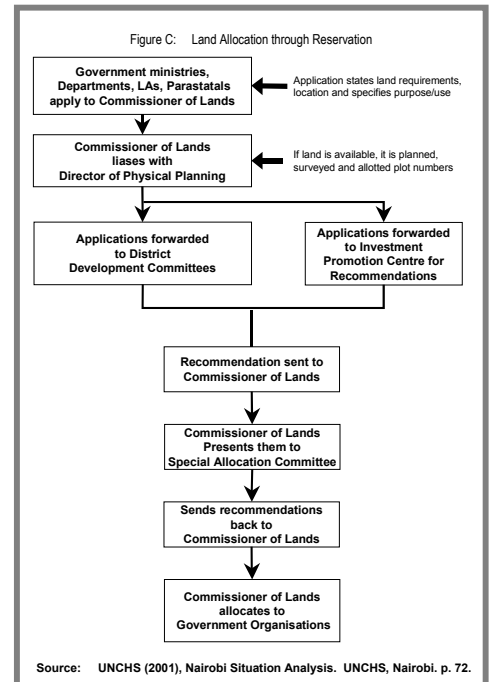 Figure C: Land Allocation through Reservation
Government ministries,
Departments, LAs, Parastatals
apply to Commissioner of Lands
Application states land requirements,
location and specifies purpose/use
Commissioner of Lands
liases with
Director of Physical Planning
If land is available, it is planned,
surveyed and allotted plot numbers
Applications forwarded
to District
Development Committees
Applications forwarded
to Investment
Promotion Centre for
Recommendations
Recommendation sent to
Commissioner of Lands
Commissioner of Lands
Presents them to
Special Allocation Committee
Sends recommendations
back to
Commissioner of Lands
Commissioner of Lands
allocates to
Government Organisations
Source: UNCHS (2001), Nairobi Situation Analysis. UNCHS, Nairobi. p. 72.